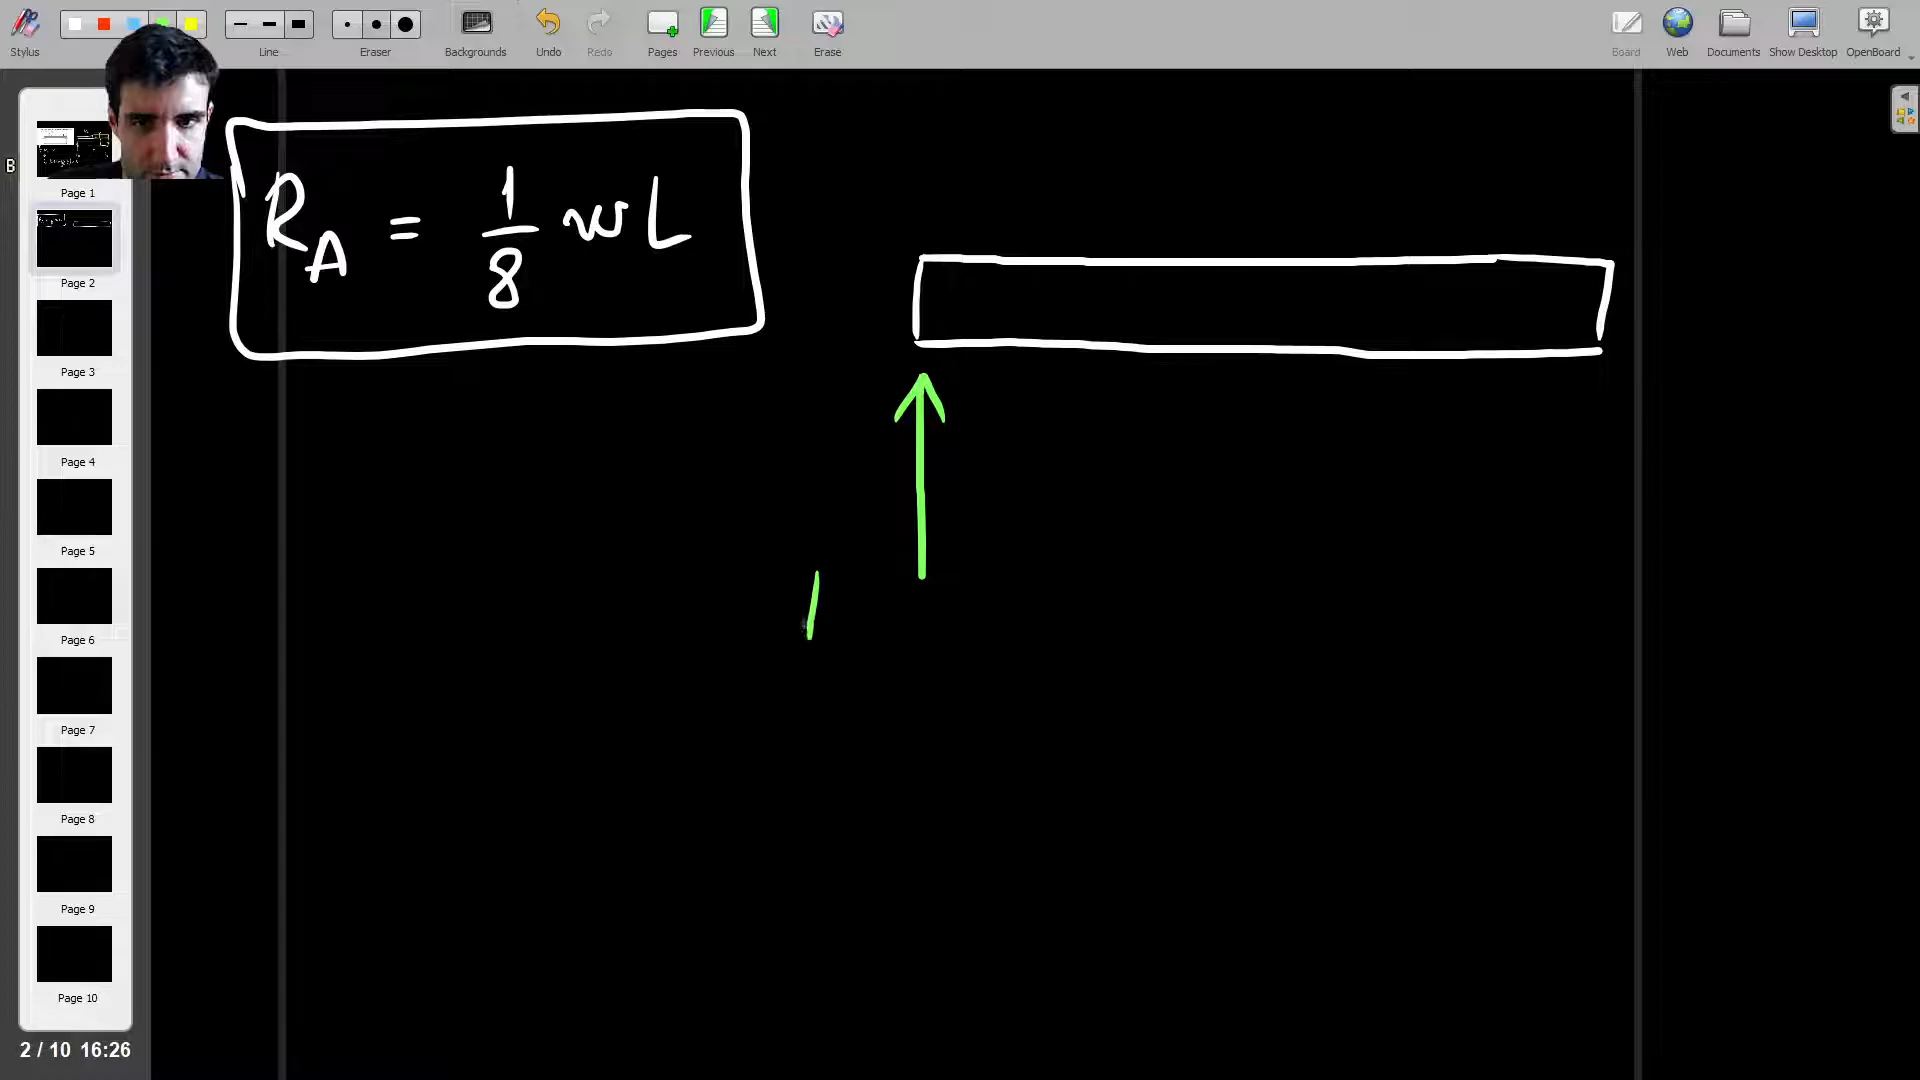 Stylus
Line
Eraser
Backgrounds
Undo
Redo
Pages
Previous
Next
Erase
Board
Web
Documents
Show Desktop
OpenBoard
B
Page 1
Page 2
Page 3
Page 4
Page 5
Page 6
Page 7
Page 8
Page 9
Page 10
2 / 10 16:26
R_A = 1/8 w L